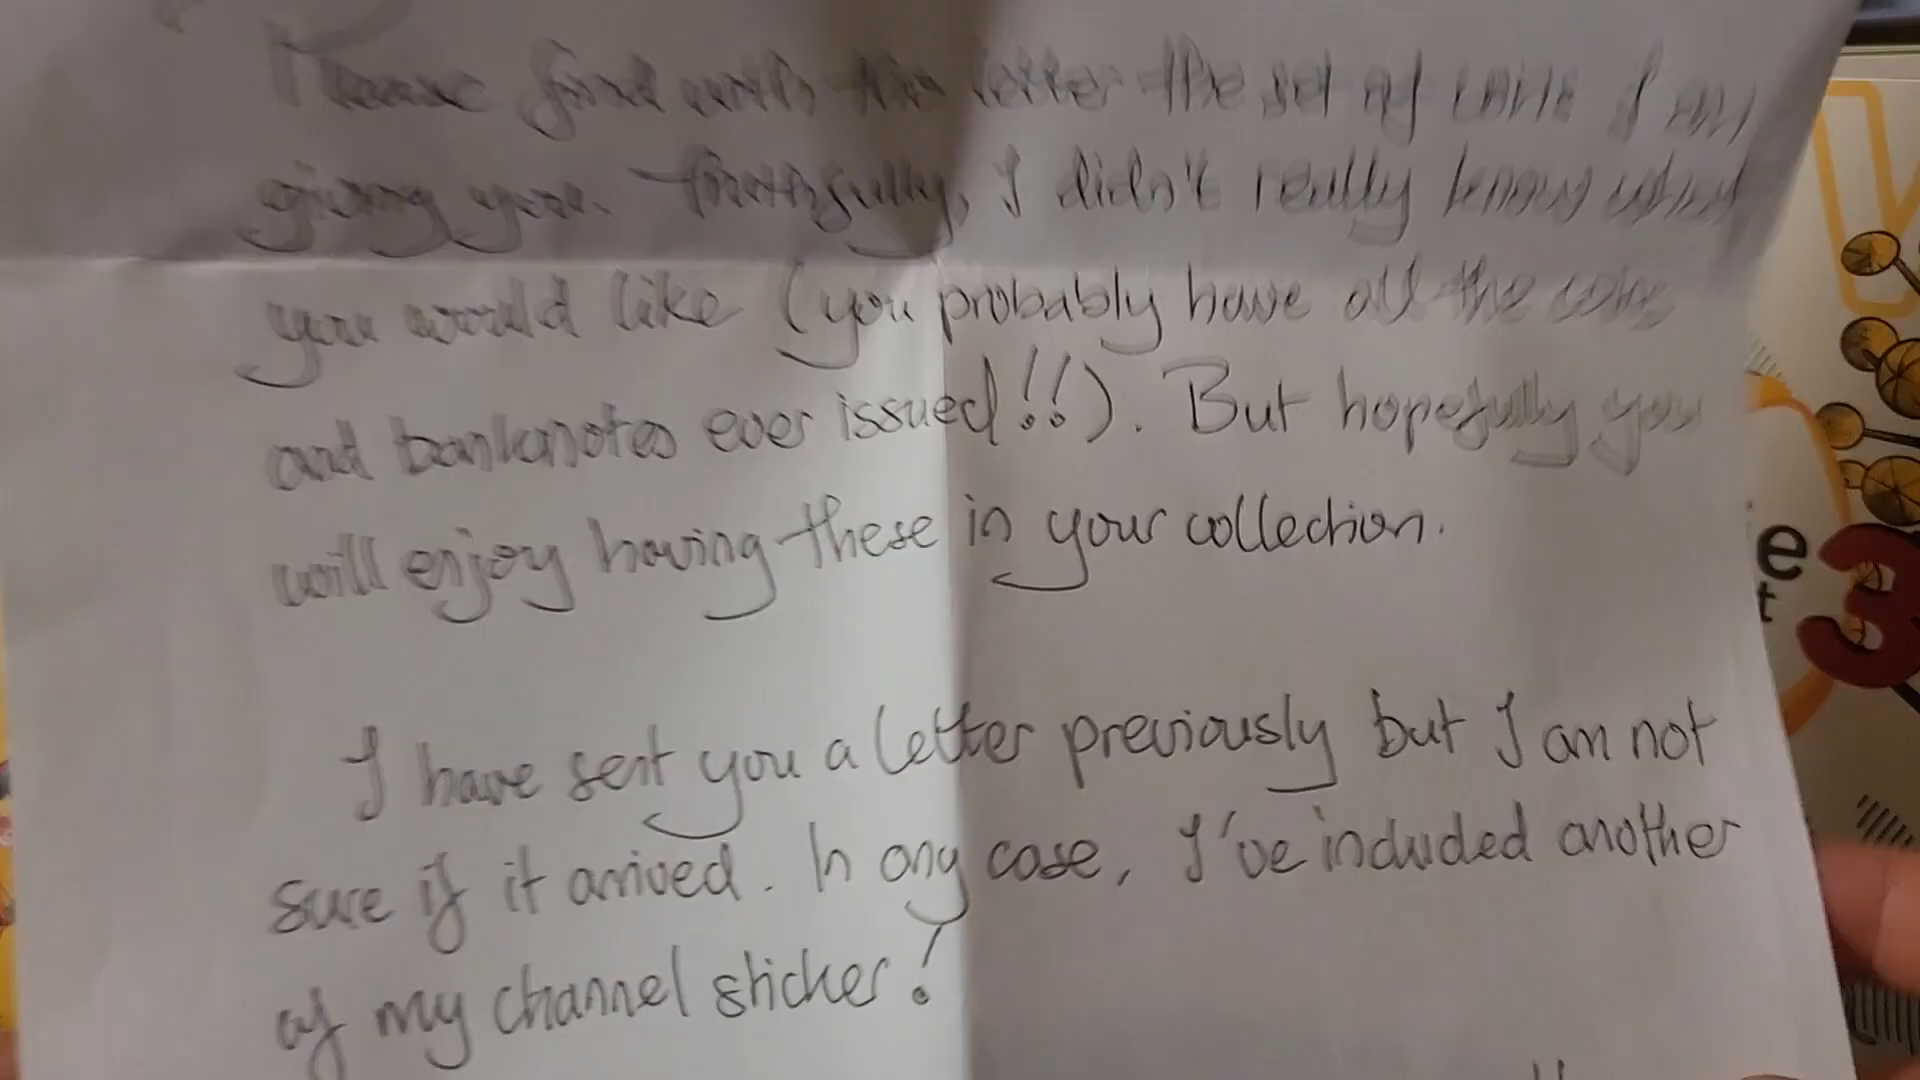 Please find with this letter the set of coins I am
giving you. Truthfully, I didn't really know what
you would like (you probably have all the coins
and banknotes ever issued!!). But hopefully you
will enjoy having these in your collection.
I have sent you a letter previously but I am not
sure if it arrived. In any case, I've included another
of my channel sticker!
e
t
3